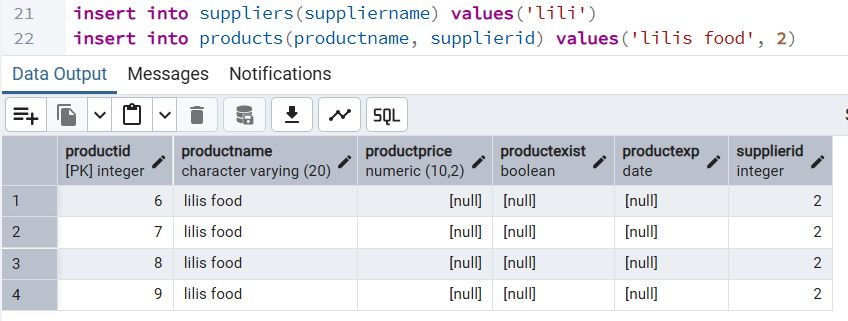 21 insert into suppliers(suppliername) values('lili')
22 insert into products(productname, supplierid) values('lilis food', 2)
Data Output Messages Notifications
SQL
productid productname productprice productexist productexp supplierid
[PK] integer character varying (20) numeric (10,2) boolean date integer
1 6 lilis food [null] [null] [null] 2
2 7 lilis food [null] [null] [null] 2
3 8 lilis food [null] [null] [null] 2
4 9 lilis food [null] [null] [null] 2